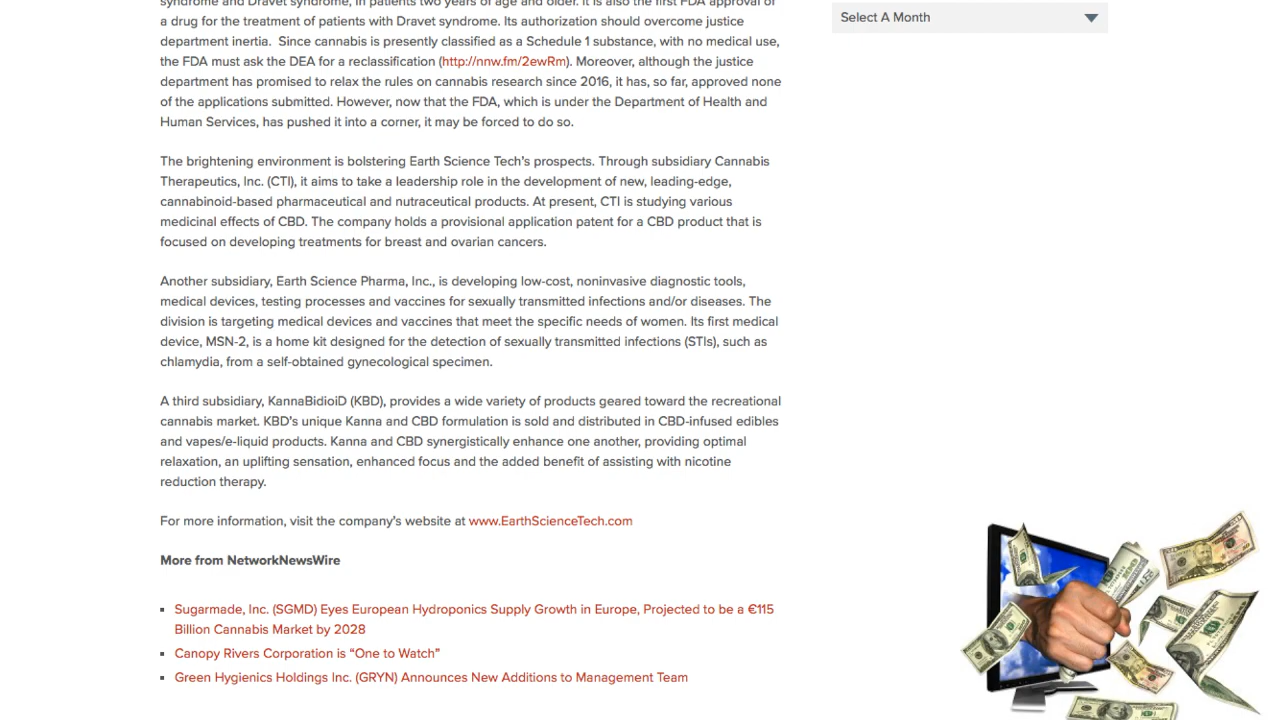 syndrome and Dravet syndrome, in patients two years of age and older. It is also the first FDA approval of
Select A Month
a drug for the treatment of patients with Dravet syndrome. Its authorization should overcome justice
department inertia.  Since cannabis is presently classified as a Schedule 1 substance, with no medical use,
the FDA must ask the DEA for a reclassification (http://nnw.fm/2ewRm). Moreover, although the justice
department has promised to relax the rules on cannabis research since 2016, it has, so far, approved none
of the applications submitted. However, now that the FDA, which is under the Department of Health and
Human Services, has pushed it into a corner, it may be forced to do so.
The brightening environment is bolstering Earth Science Tech's prospects. Through subsidiary Cannabis
Therapeutics, Inc. (CTI), it aims to take a leadership role in the development of new, leading-edge,
cannabinoid-based pharmaceutical and nutraceutical products. At present, CTI is studying various
medicinal effects of CBD. The company holds a provisional application patent for a CBD product that is
focused on developing treatments for breast and ovarian cancers.
Another subsidiary, Earth Science Pharma, Inc., is developing low-cost, noninvasive diagnostic tools,
medical devices, testing processes and vaccines for sexually transmitted infections and/or diseases. The
division is targeting medical devices and vaccines that meet the specific needs of women. Its first medical
device, MSN-2, is a home kit designed for the detection of sexually transmitted infections (STIs), such as
chlamydia, from a self-obtained gynecological specimen.
A third subsidiary, KannaBidioiD (KBD), provides a wide variety of products geared toward the recreational
cannabis market. KBD's unique Kanna and CBD formulation is sold and distributed in CBD-infused edibles
and vapes/e-liquid products. Kanna and CBD synergistically enhance one another, providing optimal
relaxation, an uplifting sensation, enhanced focus and the added benefit of assisting with nicotine
reduction therapy.
For more information, visit the company's website at www.EarthScienceTech.com
More from NetworkNewsWire
Sugarmade, Inc. (SGMD) Eyes European Hydroponics Supply Growth in Europe, Projected to be a €115
Billion Cannabis Market by 2028
Canopy Rivers Corporation is “One to Watch”
Green Hygienics Holdings Inc. (GRYN) Announces New Additions to Management Team